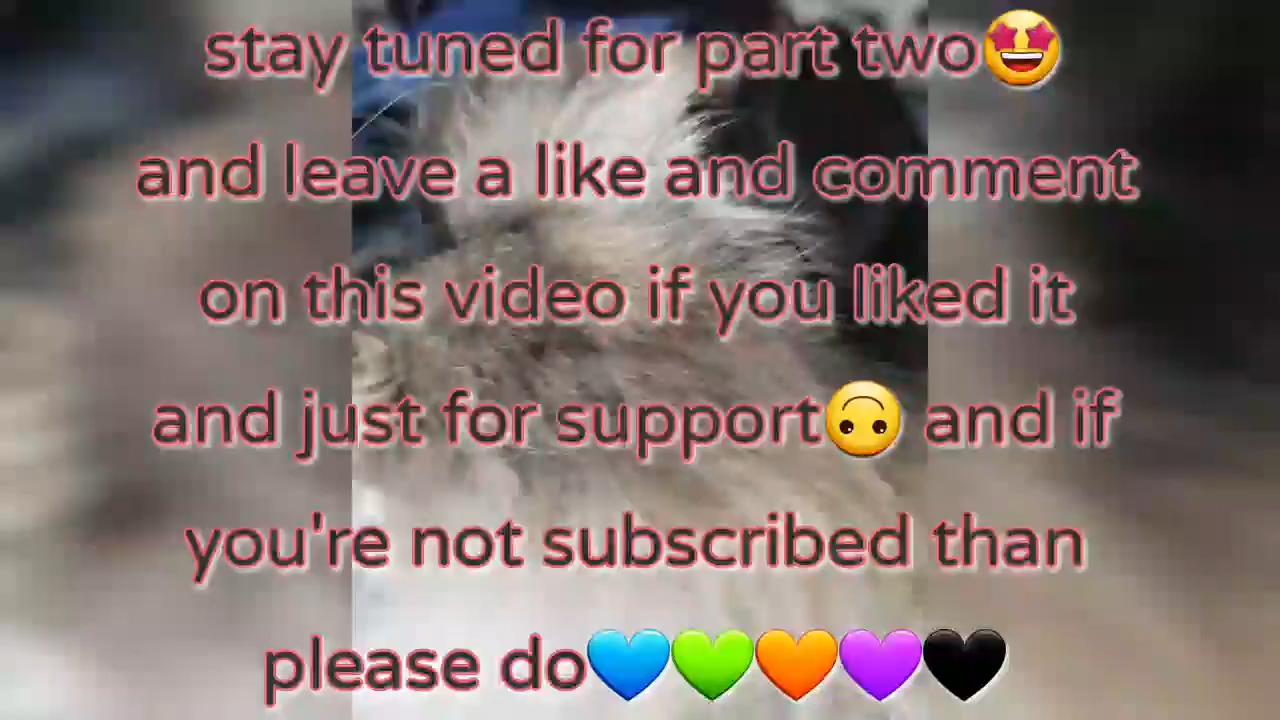 stay tuned for part two🤩
and leave a like and comment
on this video if you liked it
and just for support🙃 and if
you're not subscribed than
please do💙💚🧡💜🖤